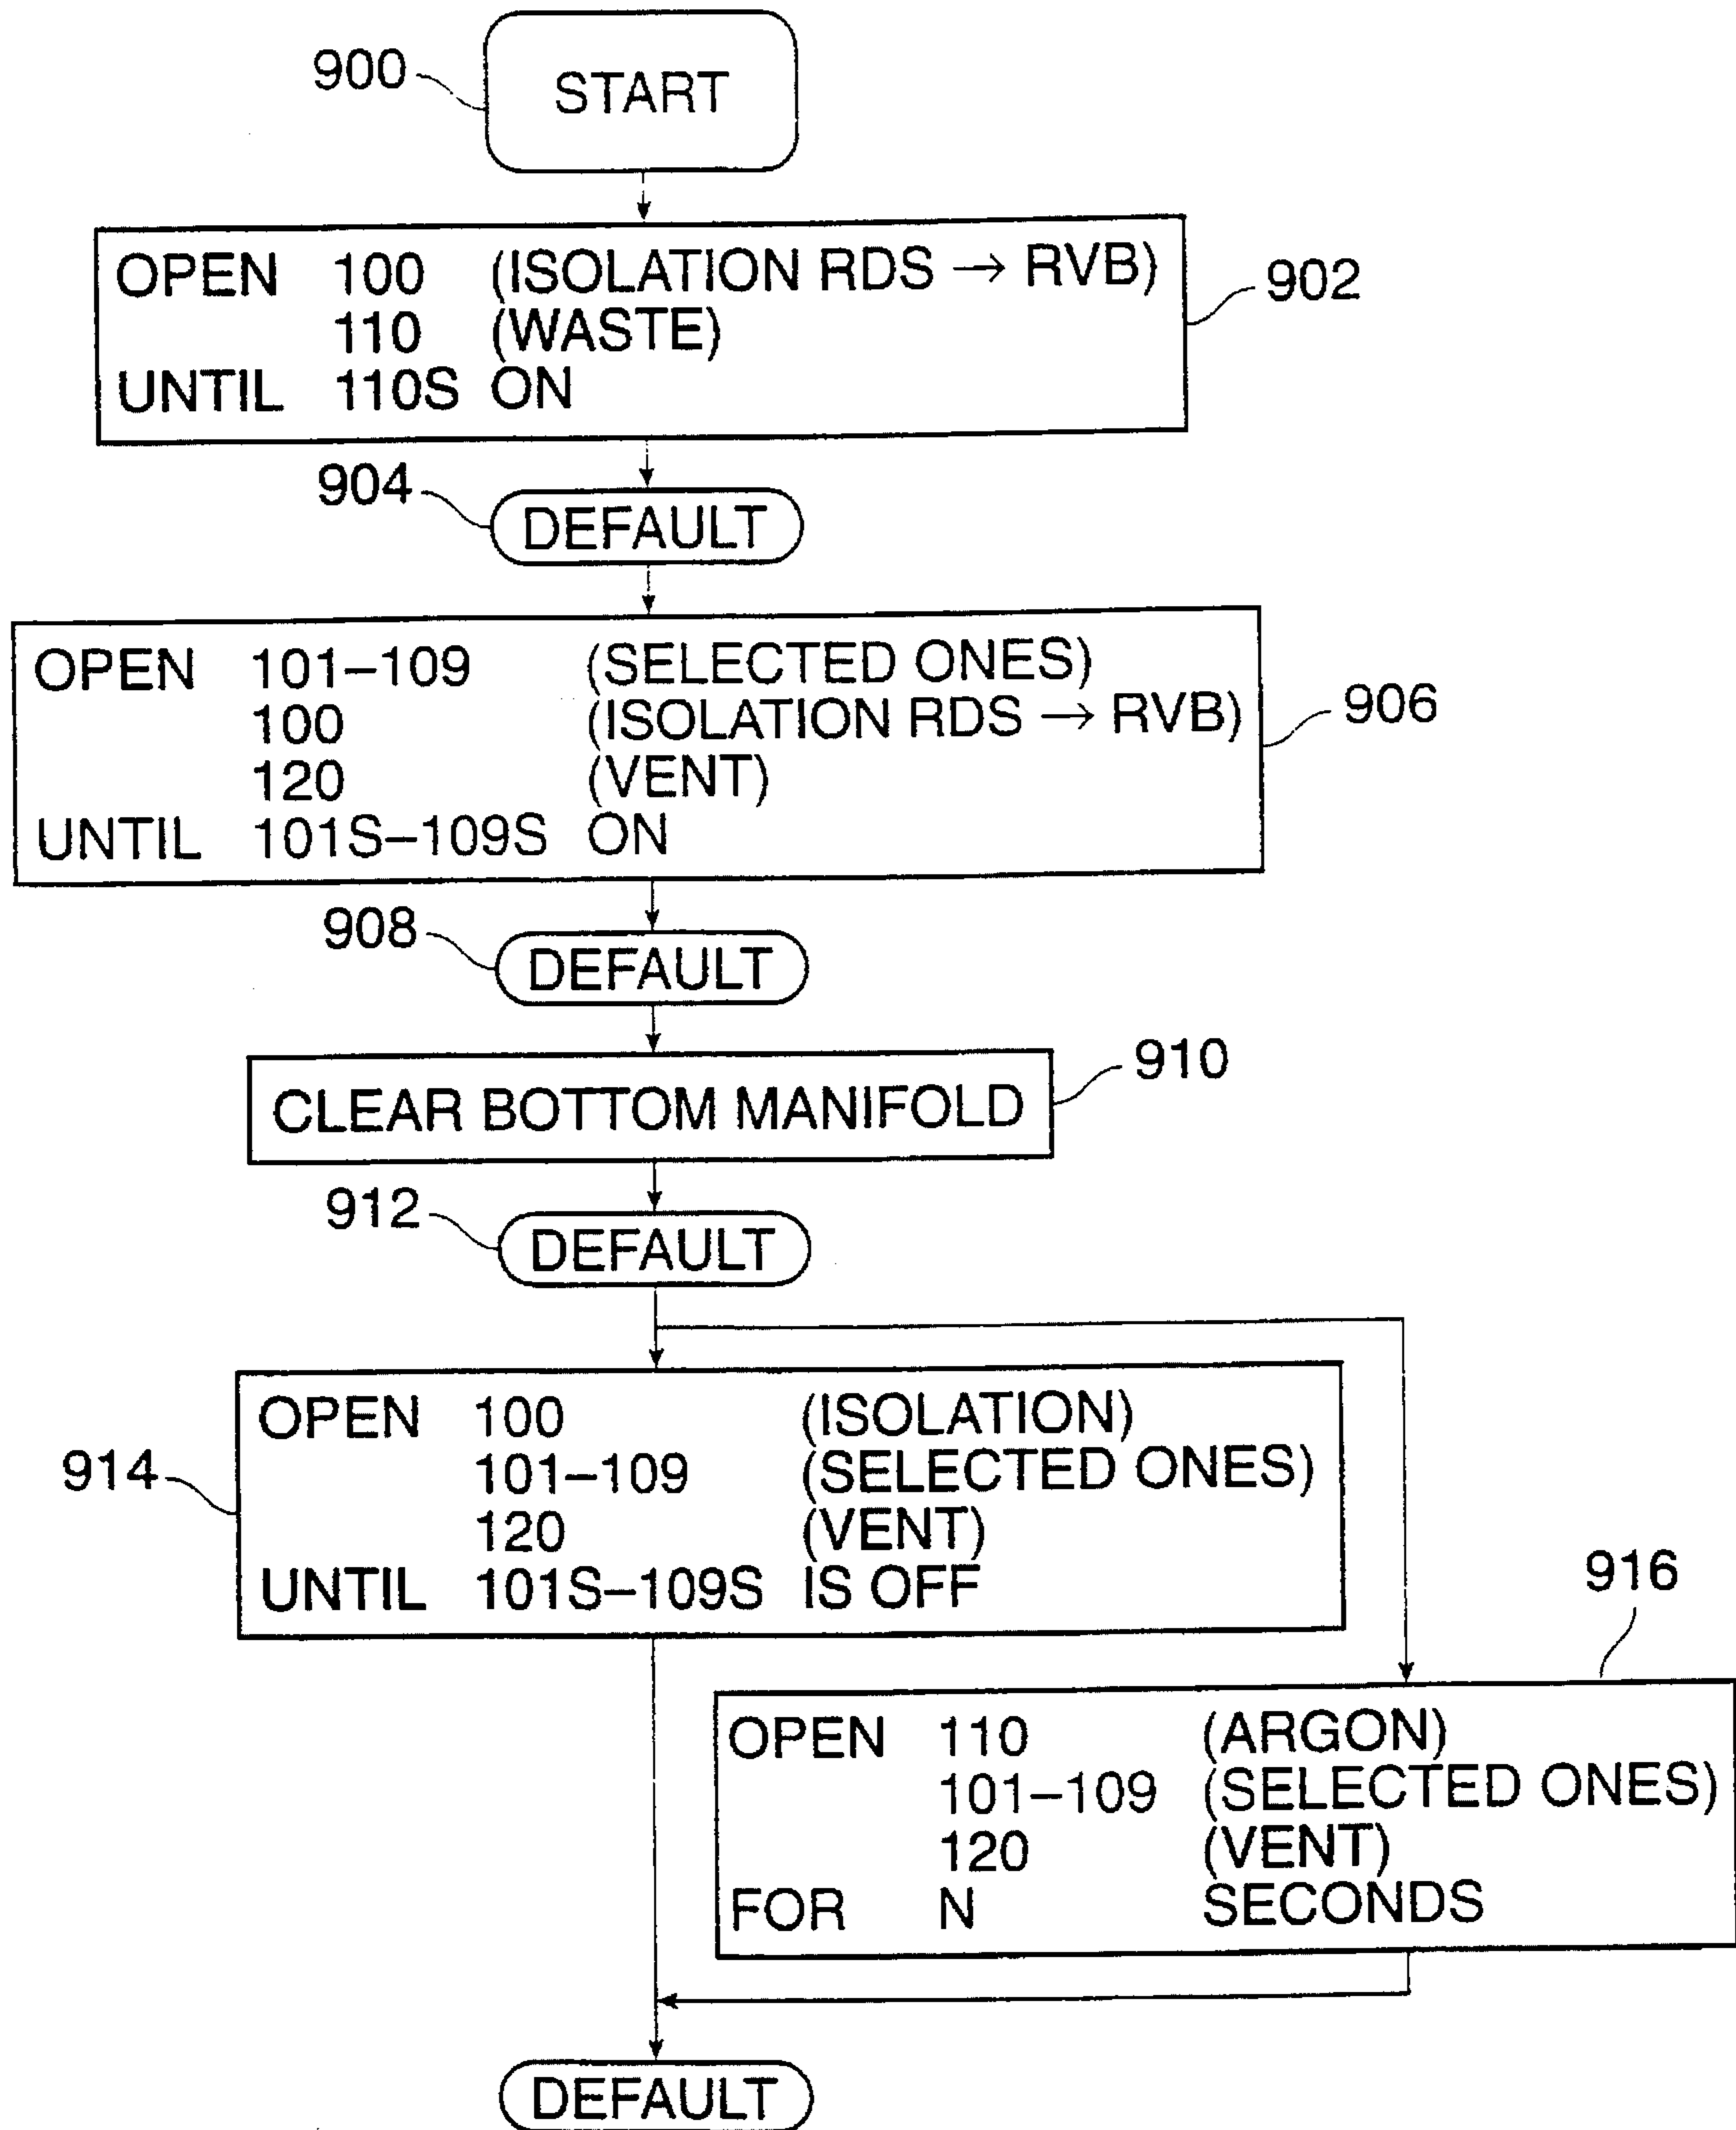 900
START
OPEN 100 (ISOLATION RDS → RVB)
110 (WASTE)
UNTIL 110S ON
902
904
DEFAULT
OPEN 101–109 (SELECTED ONES)
100 (ISOLATION RDS → RVB)
120 (VENT)
UNTIL 101S–109S ON
906
908
DEFAULT
CLEAR BOTTOM MANIFOLD
910
912
DEFAULT
914
OPEN 100 (ISOLATION)
101–109 (SELECTED ONES)
120 (VENT)
UNTIL 101S–109S IS OFF
916
OPEN 110 (ARGON)
101–109 (SELECTED ONES)
120 (VENT)
FOR N SECONDS
DEFAULT